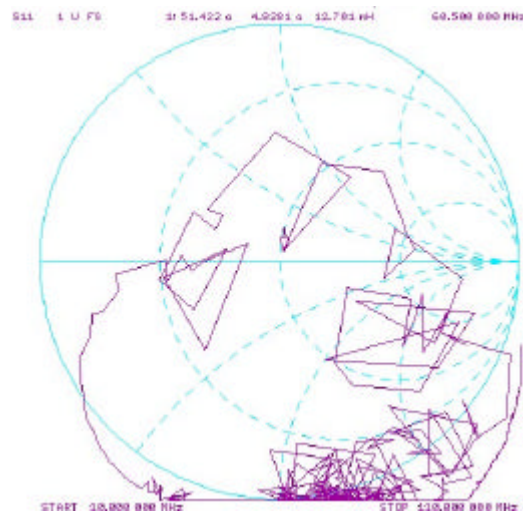 S11 1 U FS 1: 51.422 Ω 4.8281 Ω 12.701 nH 60.500 000 MHz
START 10.000 000 MHz STOP 110.000 000 MHz